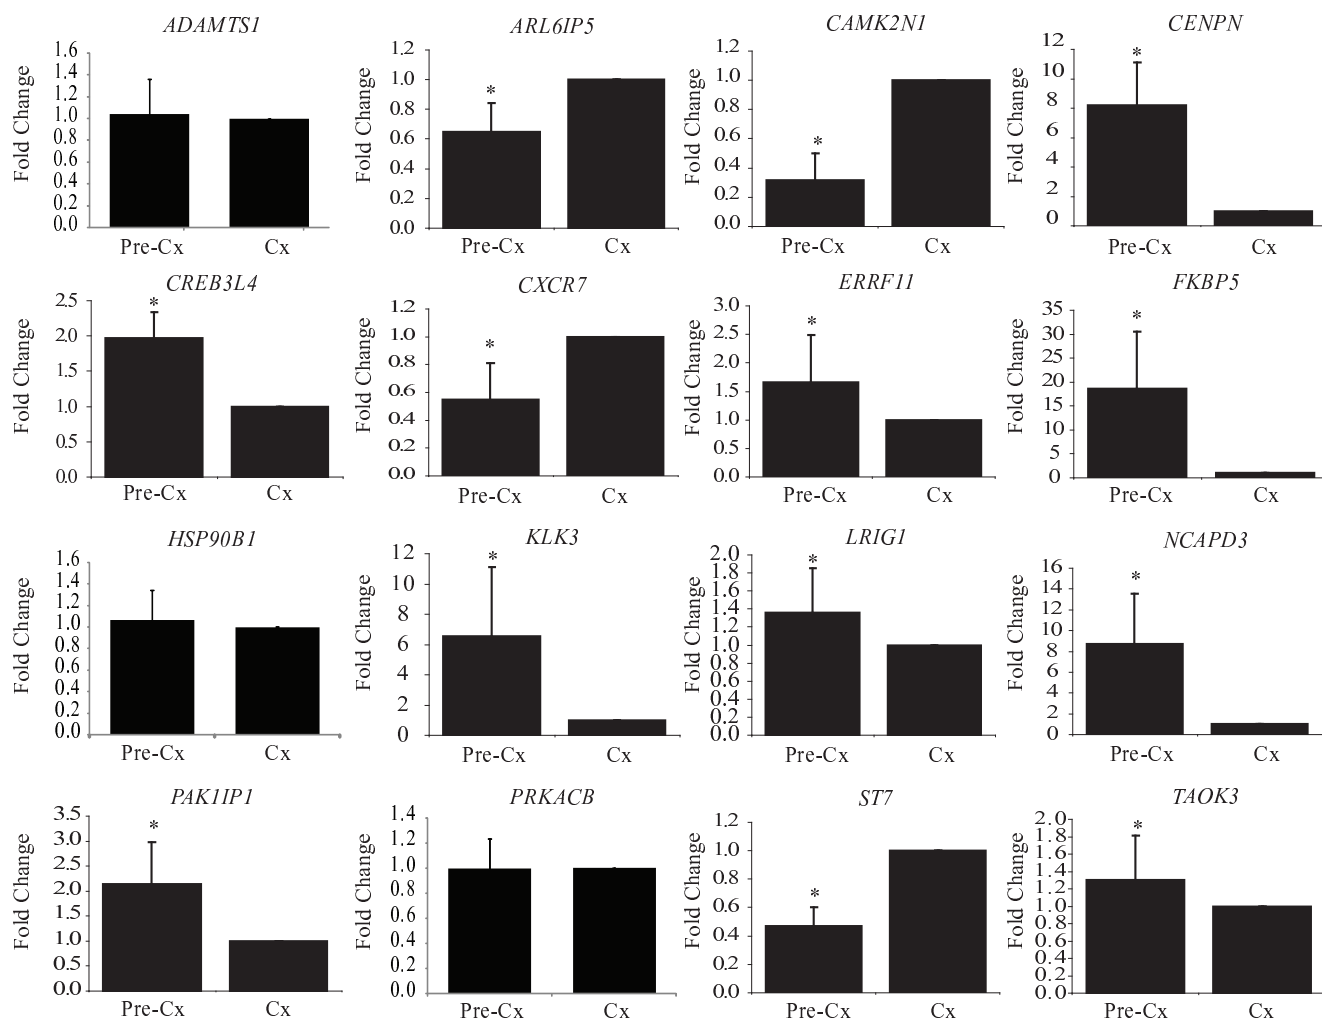 ADAMTS1
Fold Change
1.6
1.4
1.2
1.0
0.8
0.6
0.4
0.2
0.0
Pre-Cx Cx
ARL6IP5
Fold Change
1.2
1.0
0.8
0.6
0.4
0.2
0.0
*
Pre-Cx Cx
CAMK2N1
Fold Change
1.2
1.0
0.8
0.6
0.4
0.2
0.0
*
Pre-Cx Cx
CENPN
Fold Change
12
10
8
6
4
2
0
*
Pre-Cx Cx
CREB3L4
Fold Change
2.5
2.0
1.5
1.0
0.5
0.0
*
Pre-Cx Cx
CXCR7
Fold Change
1.2
1.0
0.8
0.6
0.4
0.2
0.0
*
Pre-Cx Cx
ERRF11
Fold Change
3.0
2.5
2.0
1.5
1.0
0.5
0.0
*
Pre-Cx Cx
FKBP5
Fold Change
35
30
25
20
15
10
5
0
*
Pre-Cx Cx
HSP90B1
Fold Change
1.6
1.4
1.2
1.0
0.8
0.6
0.4
0.2
0.0
Pre-Cx Cx
KLK3
Fold Change
12
10
8
6
4
2
0
*
Pre-Cx Cx
LRIG1
Fold Change
2.0
1.8
1.6
1.4
1.2
1.0
0.8
0.6
0.4
0.2
0.0
*
Pre-Cx Cx
NCAPD3
Fold Change
16
14
12
10
8
6
4
2
0
*
Pre-Cx Cx
PAK1IP1
Fold Change
3.5
3.0
2.5
2.0
1.5
1.0
0.5
0.0
*
Pre-Cx Cx
PRKACB
Fold Change
1.4
1.2
1.0
0.8
0.6
0.4
0.2
0.0
Pre-Cx Cx
ST7
Fold Change
1.2
1.0
0.8
0.6
0.4
0.2
0.0
*
Pre-Cx Cx
TAOK3
Fold Change
2.0
1.8
1.6
1.4
1.2
1.0
0.8
0.6
0.4
0.2
0.0
*
Pre-Cx Cx